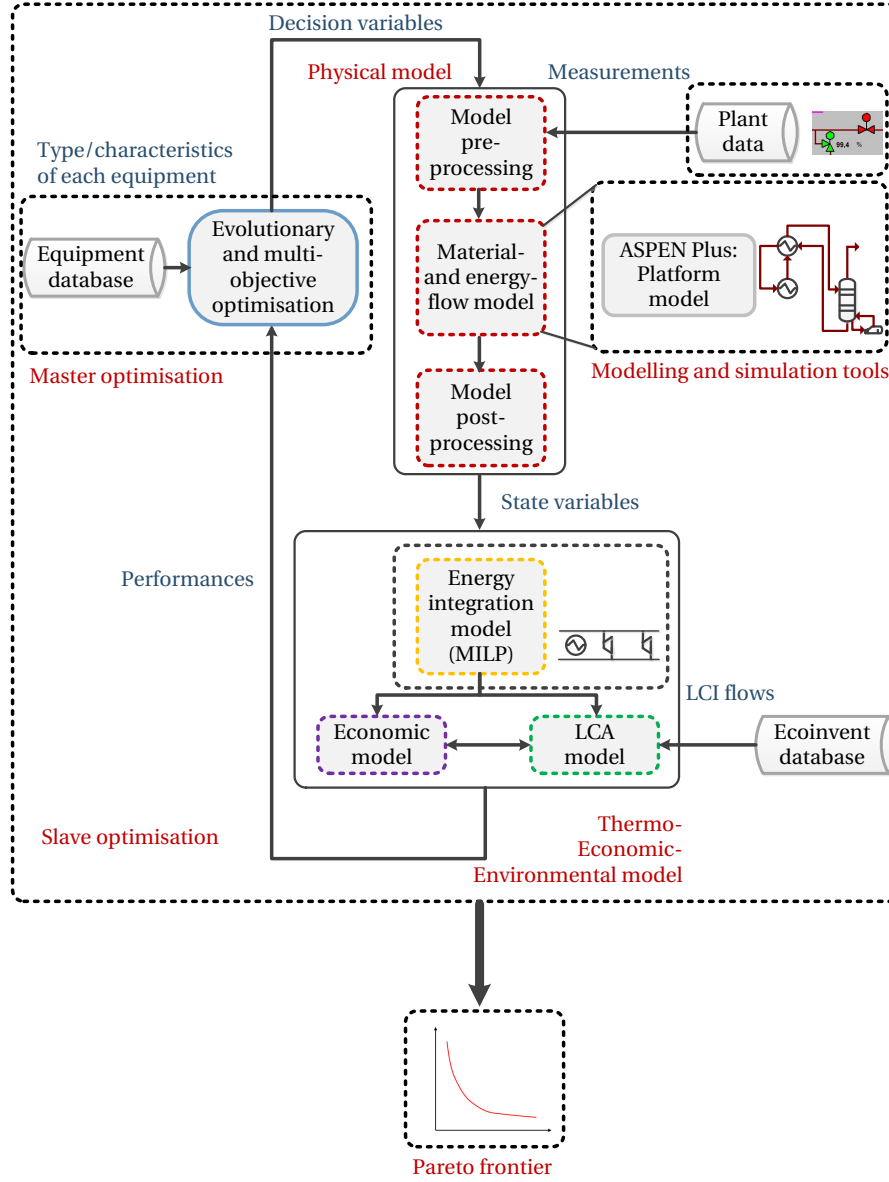 Decision variables
Physical model
Measurements
Model
pre-
processing
Plant
data
99,4 %
Type/characteristics
of each equipment
Equipment
database
Evolutionary
and multi-
objective
optimisation
Material-
and energy-
flow model
ASPEN Plus:
Platform
model
Master optimisation
Modelling and simulation tools
Model
post-
processing
State variables
Performances
Energy
integration
model
(MILP)
LCI flows
Economic
model
LCA
model
Ecoinvent
database
Slave optimisation
Thermo-
Economic-
Environmental model
Pareto frontier